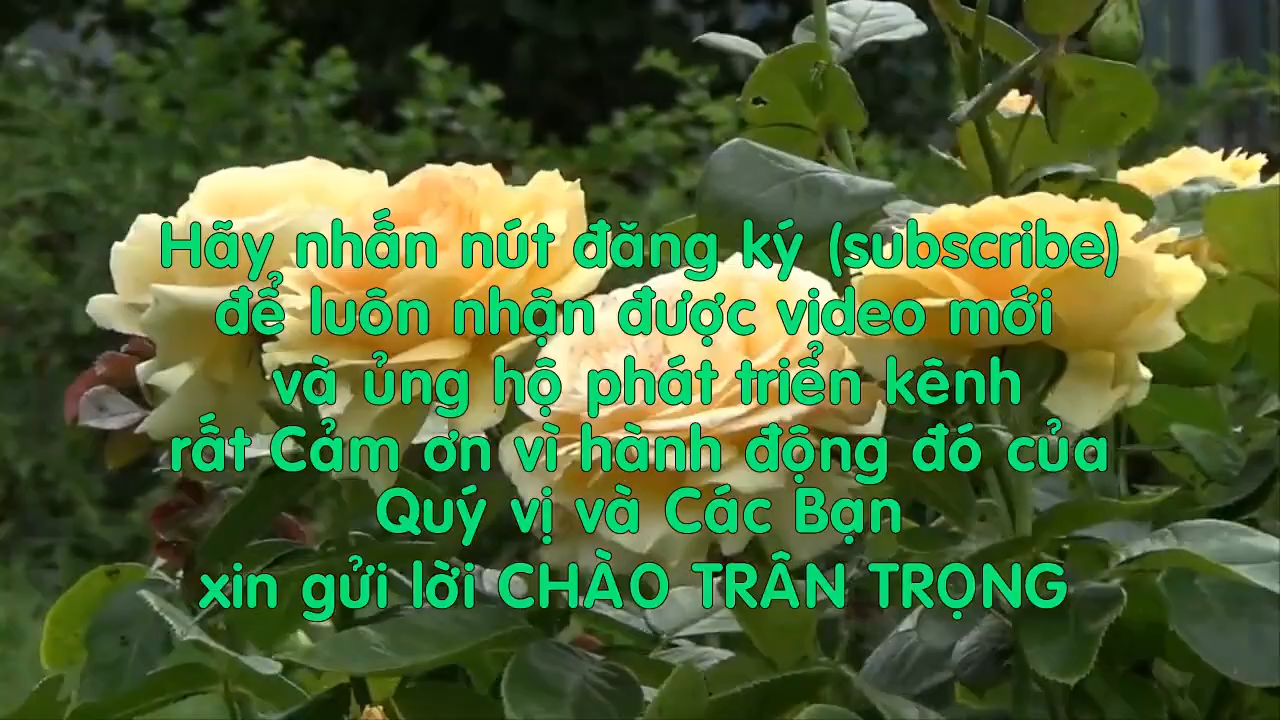 Hãy nhấn nút đăng ký (subscribe)
để luôn nhận được video mới
và ủng hộ phát triển kênh
rất Cảm ơn vì hành động đó của
Quý vị và Các Bạn
xin gửi lời CHÀO TRÂN TRỌNG